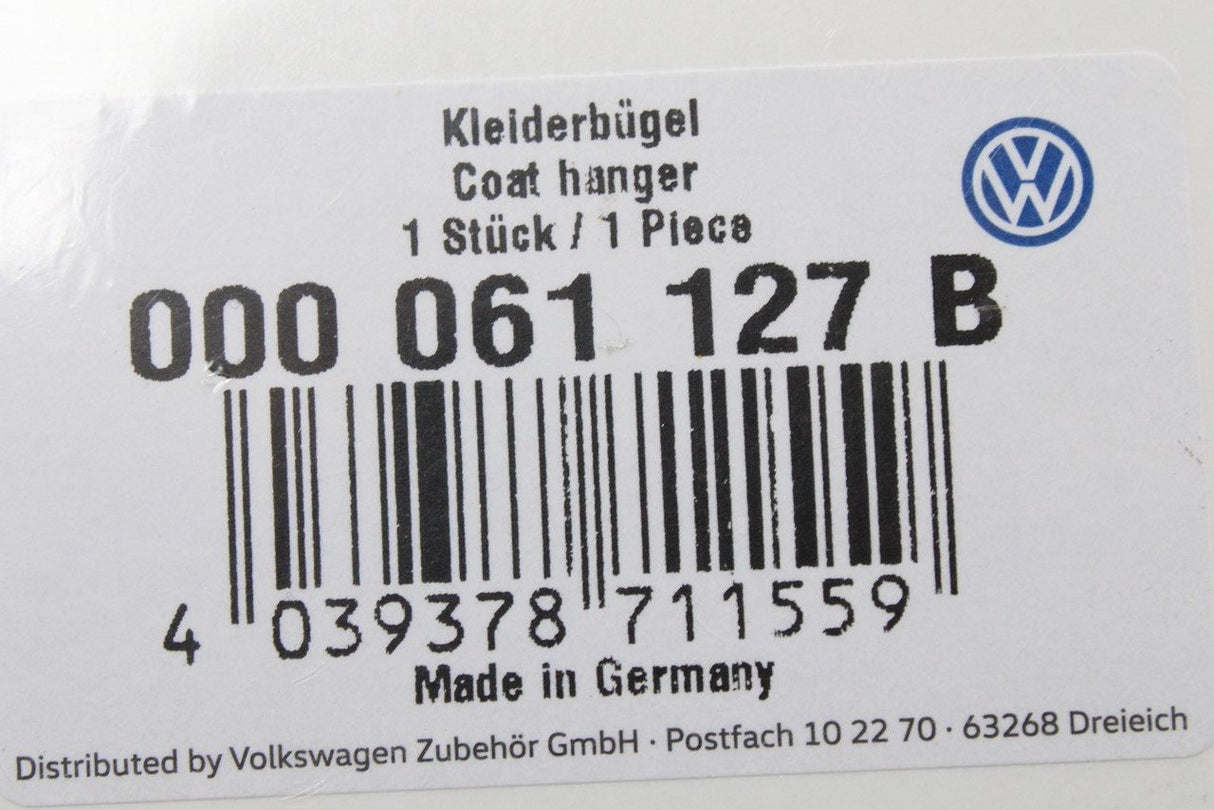 Kleiderbügel
Coat hanger
1 Stück / 1 Piece
000 061 127 B
4 039378 711559
Made in Germany
Distributed by Volkswagen Zubehör GmbH · Postfach 10 22 70 · 63268 Dreieich